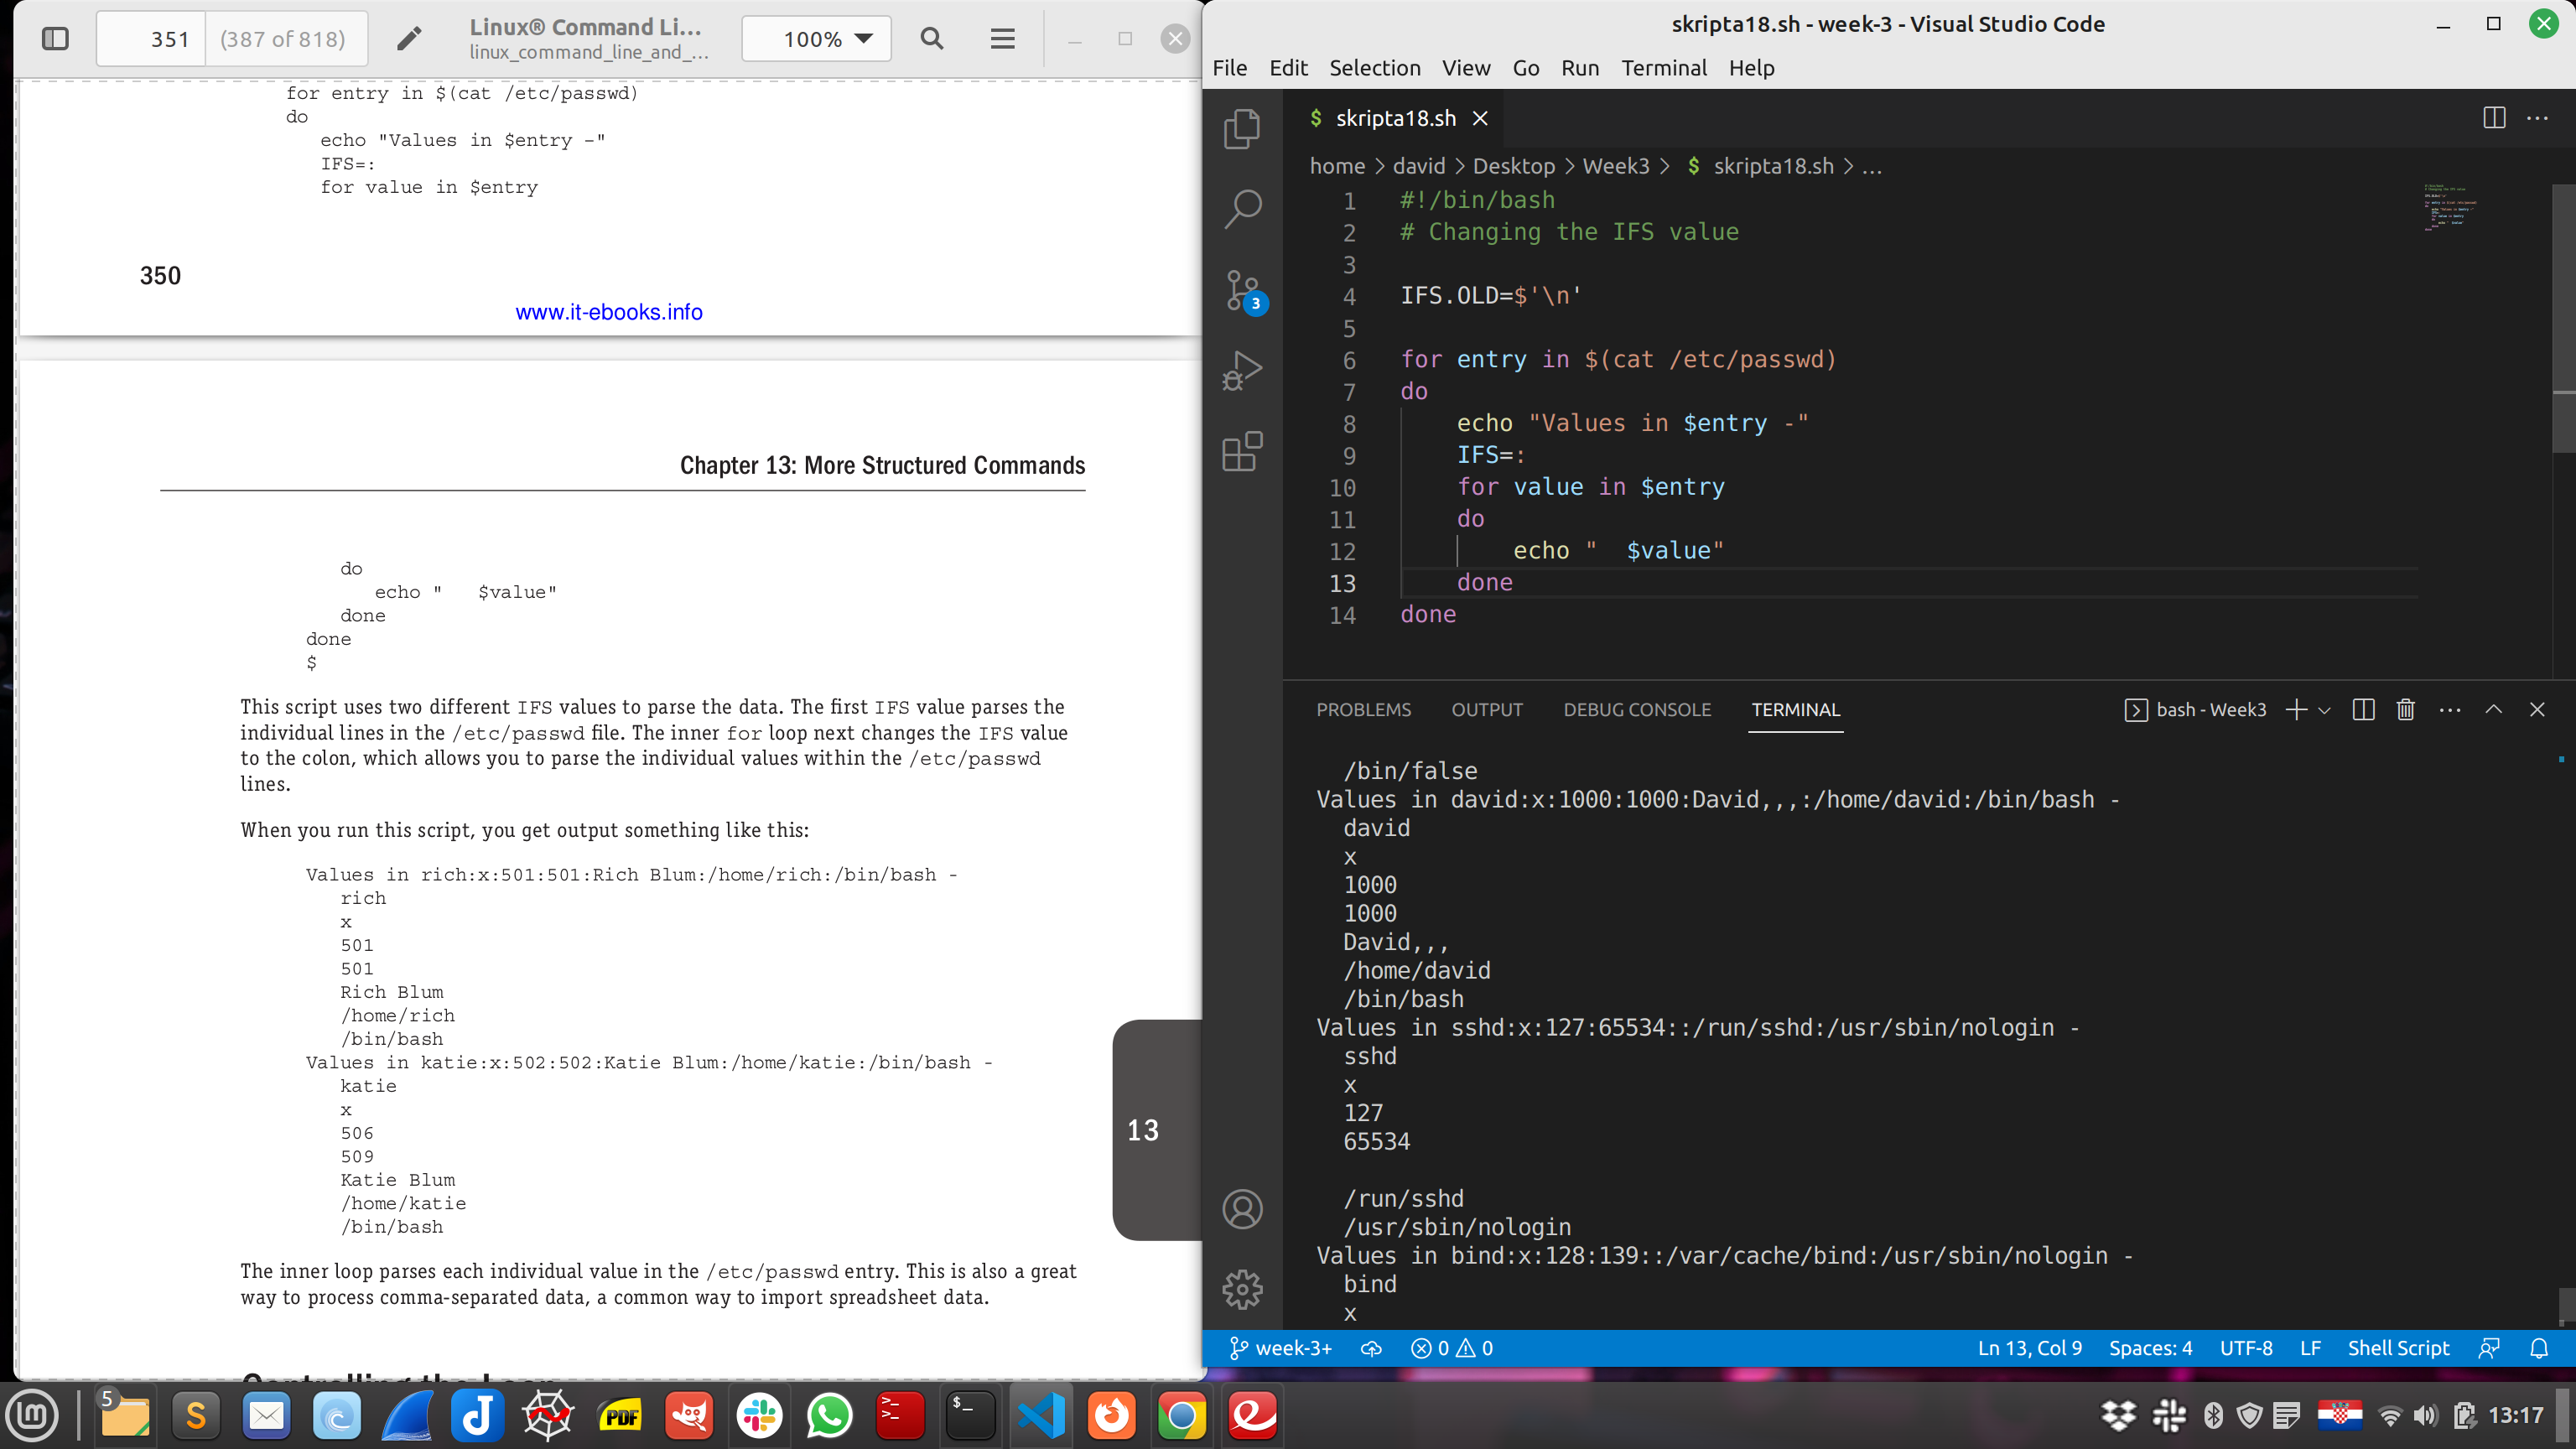 351
(387 of 818)
Linux® Command Li...
linux_command_line_and_...
100%
for entry in $(cat /etc/passwd)
do
echo "Values in $entry –"
IFS=:
for value in $entry
350
www.it-ebooks.info
Chapter 13: More Structured Commands
do
echo "   $value"
done
done
$
This script uses two different IFS values to parse the data. The first IFS value parses the
individual lines in the /etc/passwd file. The inner for loop next changes the IFS value
to the colon, which allows you to parse the individual values within the /etc/passwd
lines.
When you run this script, you get output something like this:
Values in rich:x:501:501:Rich Blum:/home/rich:/bin/bash -
rich
x
501
501
Rich Blum
/home/rich
/bin/bash
Values in katie:x:502:502:Katie Blum:/home/katie:/bin/bash -
katie
x
506
509
Katie Blum
/home/katie
/bin/bash
13
The inner loop parses each individual value in the /etc/passwd entry. This is also a great
way to process comma-separated data, a common way to import spreadsheet data.
Controlling the Loop
skripta18.sh - week-3 - Visual Studio Code
File Edit Selection View Go Run Terminal Help
$ skripta18.sh
home > david > Desktop > Week3 > $ skripta18.sh > ...
3
1 #!/bin/bash
2 # Changing the IFS value
3
4 IFS.OLD=$'\n'
5
6 for entry in $(cat /etc/passwd)
7 do
8     echo "Values in $entry -"
9     IFS=:
10     for value in $entry
11     do
12         echo "  $value"
13     done
14 done
PROBLEMS OUTPUT DEBUG CONSOLE TERMINAL
bash - Week3
/bin/false
Values in david:x:1000:1000:David,,,:/home/david:/bin/bash -
david
x
1000
1000
David,,,
/home/david
/bin/bash
Values in sshd:x:127:65534::/run/sshd:/usr/sbin/nologin -
sshd
x
127
65534
/run/sshd
/usr/sbin/nologin
Values in bind:x:128:139::/var/cache/bind:/usr/sbin/nologin -
bind
x
week-3+ 0 0 Ln 13, Col 9 Spaces: 4 UTF-8 LF Shell Script
5
S
PDF
$_
13:17